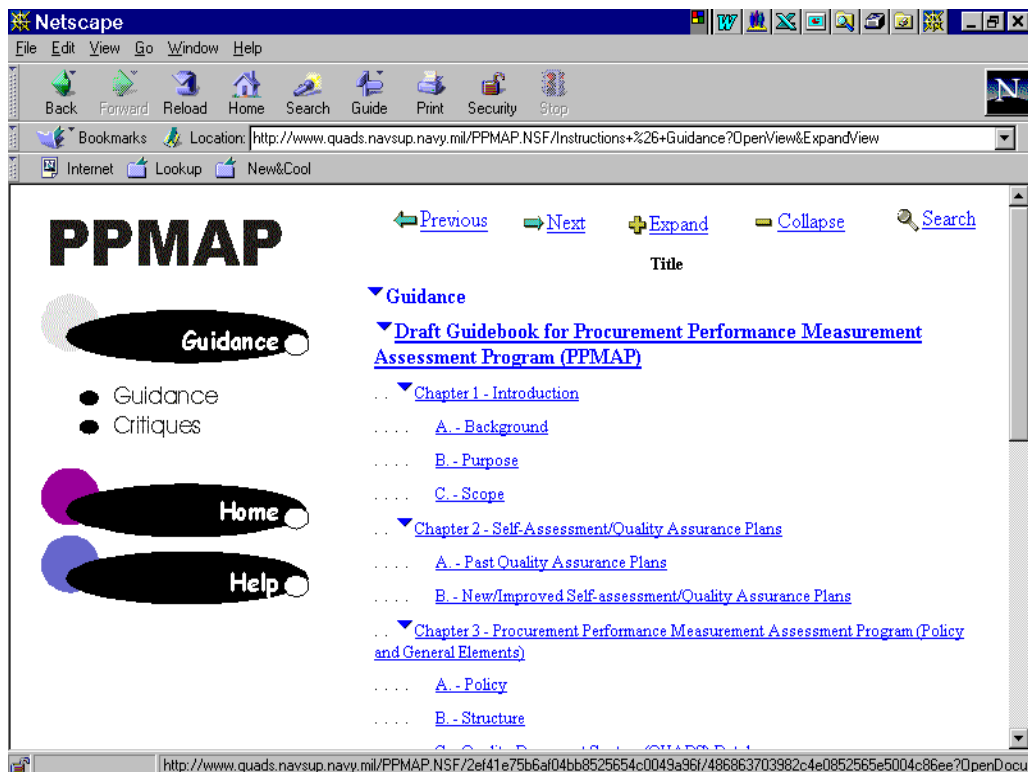 Netscape
File Edit View Go Window Help
Back Forward Reload Home Search Guide Print Security Stop
N
Bookmarks Location: http://www.quads.navsup.navy.mil/PPMAP.NSF/Instructions+%26+Guidance?OpenView&ExpandView
Internet Lookup New&Cool
PPMAP
Previous Next Expand Collapse Search
Title
Guidance
Guidance
Critiques
Home
Help
Guidance
Draft Guidebook for Procurement Performance Measurement
Assessment Program (PPMAP)
. . Chapter 1 - Introduction
. . . . A. - Background
. . . . B. - Purpose
. . . . C. - Scope
. . Chapter 2 - Self-Assessment/Quality Assurance Plans
. . . . A. - Past Quality Assurance Plans
. . . . B. - New/Improved Self-assessment/Quality Assurance Plans
. . Chapter 3 - Procurement Performance Measurement Assessment Program (Policy
and General Elements)
. . . . A. - Policy
. . . . B. - Structure
http://www.quads.navsup.navy.mil/PPMAP.NSF/2ef41e75b6af04bb8525654c0049a96f/486863703982c4e0852565e5004c86ee?OpenDocu